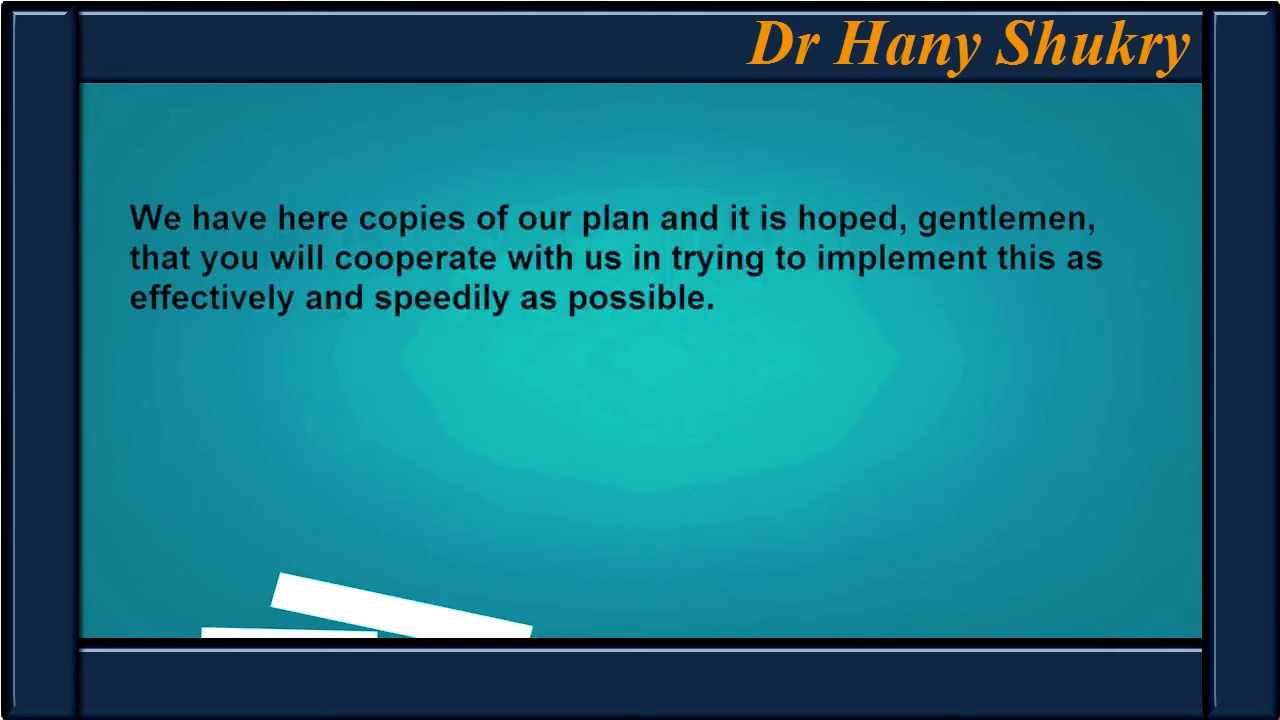 Dr Hany Shukry
We have here copies of our plan and it is hoped, gentlemen,
that you will cooperate with us in trying to implement this as
effectively and speedily as possible.